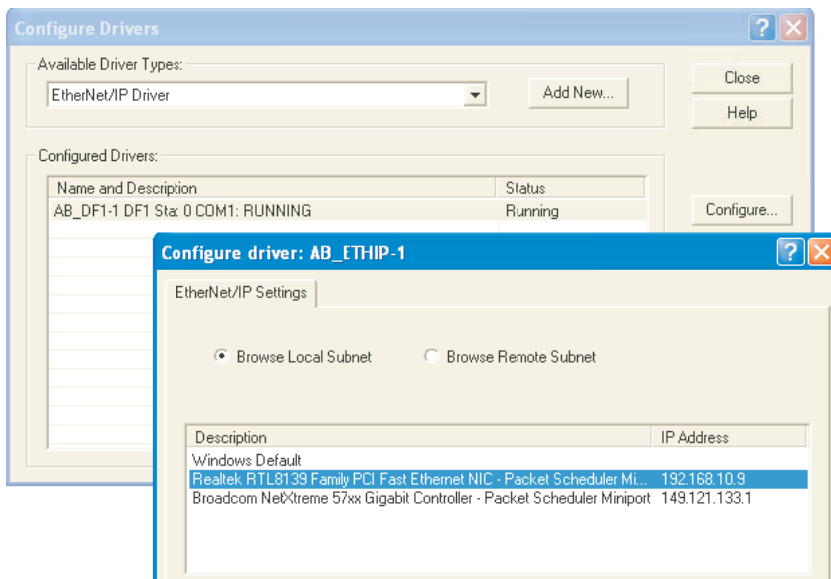 Configure Drivers
Available Driver Types:
EtherNet/IP Driver
Add New...
Close
Help
Configured Drivers:
Name and Description Status
AB_DF1-1 DF1 Sta: 0 COM1: RUNNING Running
Configure...
Configure driver: AB_ETHIP-1
EtherNet/IP Settings
Browse Local Subnet Browse Remote Subnet
Description IP Address
Windows Default
Realtek RTL8139 Family PCI Fast Ethernet NIC - Packet Scheduler Mi... 192.168.10.9
Broadcom NetXtreme 57xx Gigabit Controller - Packet Scheduler Miniport 149.121.133.1